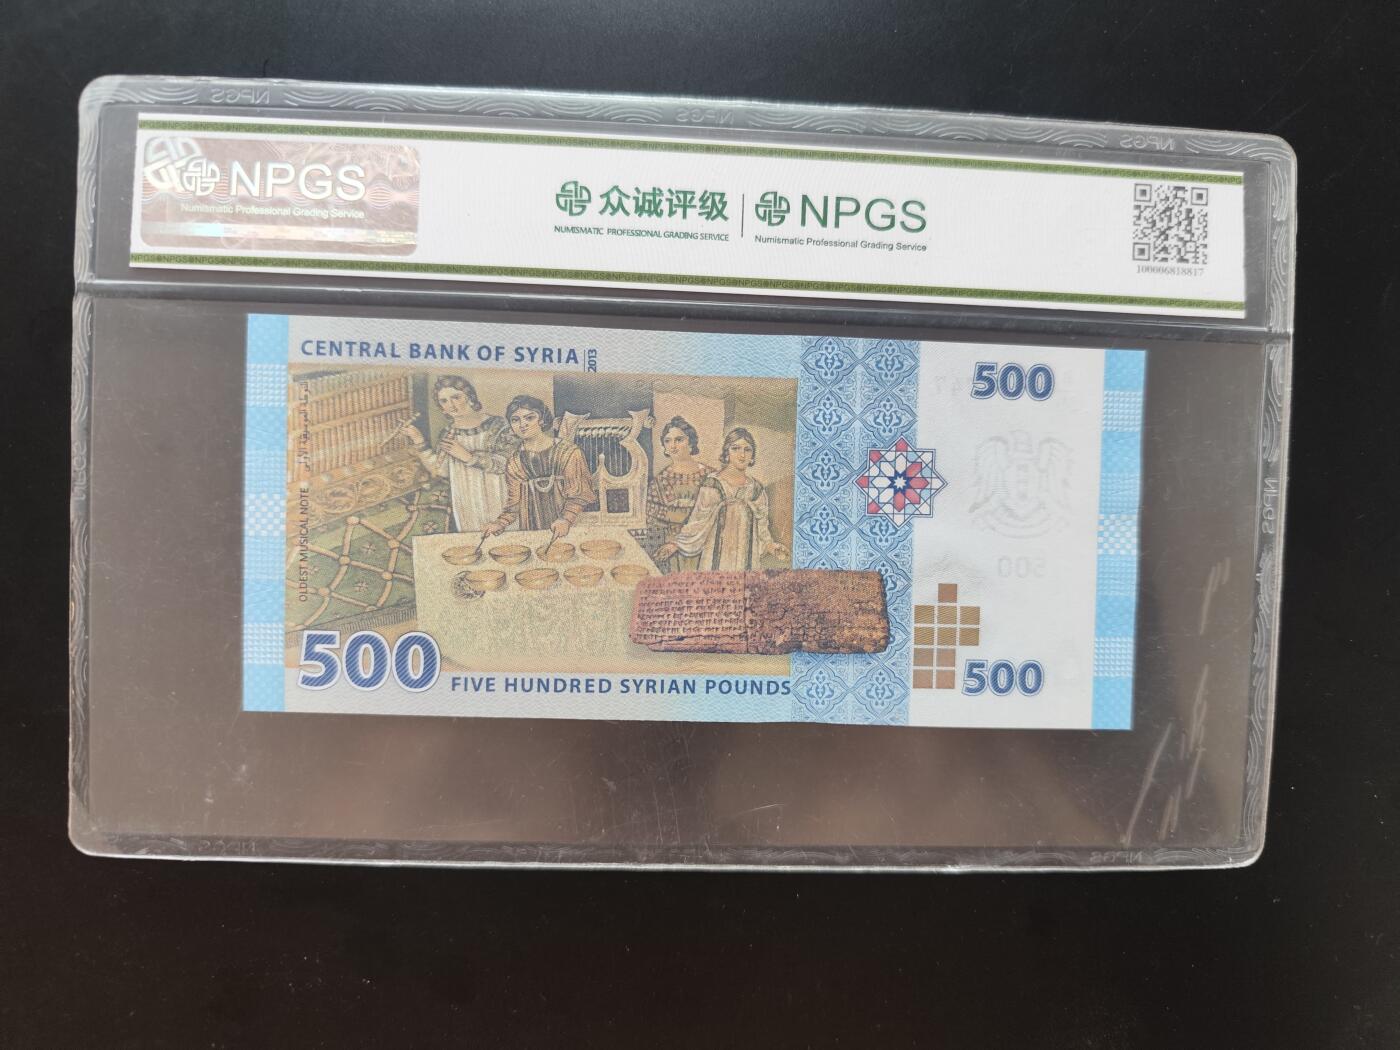 NPGS
Numismatic Professional Grading Service
众诚评级
NUMISMATIC PROFESSIONAL GRADING SERVICE
NPGS
Numismatic Professional Grading Service
100006818817
CENTRAL BANK OF SYRIA
2013
500
OLDEST MUSICAL NOTE
500
FIVE HUNDRED SYRIAN POUNDS
500